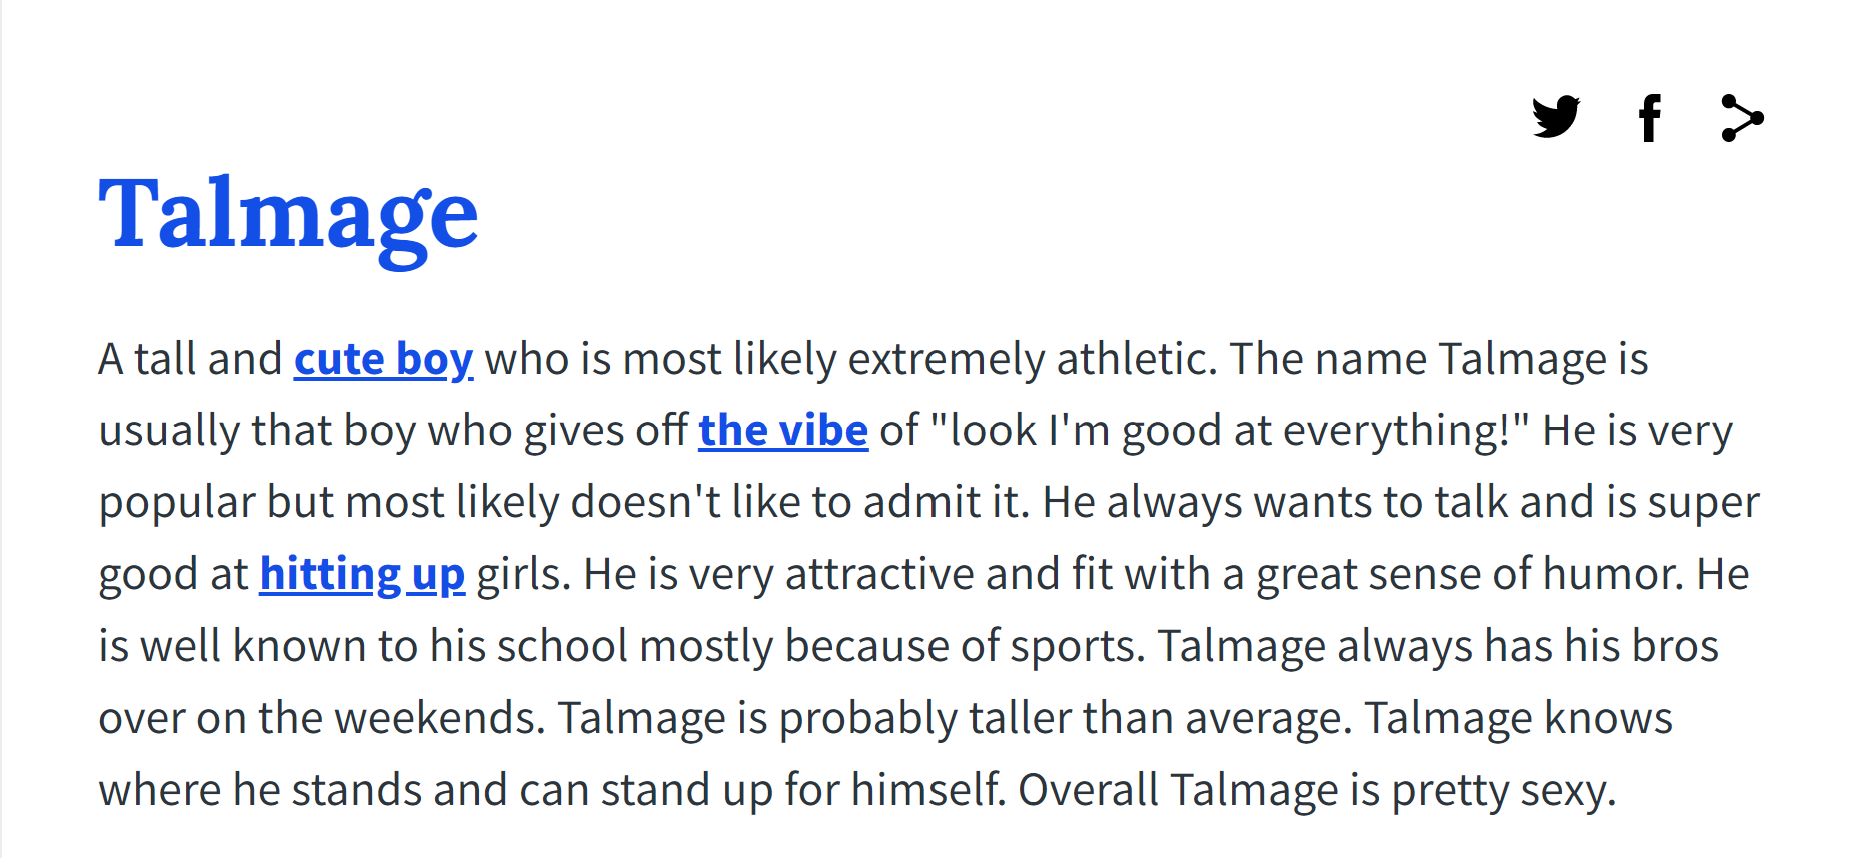 Talmage
A tall and cute boy who is most likely extremely athletic. The name Talmage is
usually that boy who gives off the vibe of "look I'm good at everything!" He is very
popular but most likely doesn't like to admit it. He always wants to talk and is super
good at hitting up girls. He is very attractive and fit with a great sense of humor. He
is well known to his school mostly because of sports. Talmage always has his bros
over on the weekends. Talmage is probably taller than average. Talmage knows
where he stands and can stand up for himself. Overall Talmage is pretty sexy.